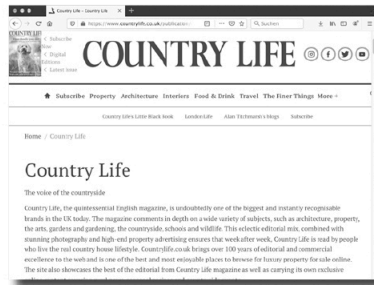 Country Life - Country Life
https://www.countrylife.co.uk/publication
Suchen
COUNTRY LIFE
Subscribe
Now
Digital
Editions
Latest Issue
COUNTRY LIFE
Subscribe Property Architecture Interiors Food & Drink Travel The Finer Things More
Country Life's Little Black Book London Life Alan Titchmarsh's blogs Subscribe
Home / Country Life
Country Life
The voice of the countryside
Country Life, the quintessential English magazine, is undoubtedly one of the biggest and instantly recognisable
brands in the UK today. The magazine comments in depth on a wide variety of subjects, such as architecture, property,
the arts, gardens and gardening, the countryside, schools and wildlife. This eclectic editorial mix, combined with
stunning photography and high-end property advertising ensures that week after week, Country Life is read by people
who live the real country house lifestyle. Countrylife.co.uk brings over 100 years of editorial and commercial
excellence to the web and is one of the best and most enjoyable places to browse for luxury property for sale online.
The site also showcases the best of the editorial from Country Life magazine as well as carrying its own exclusive